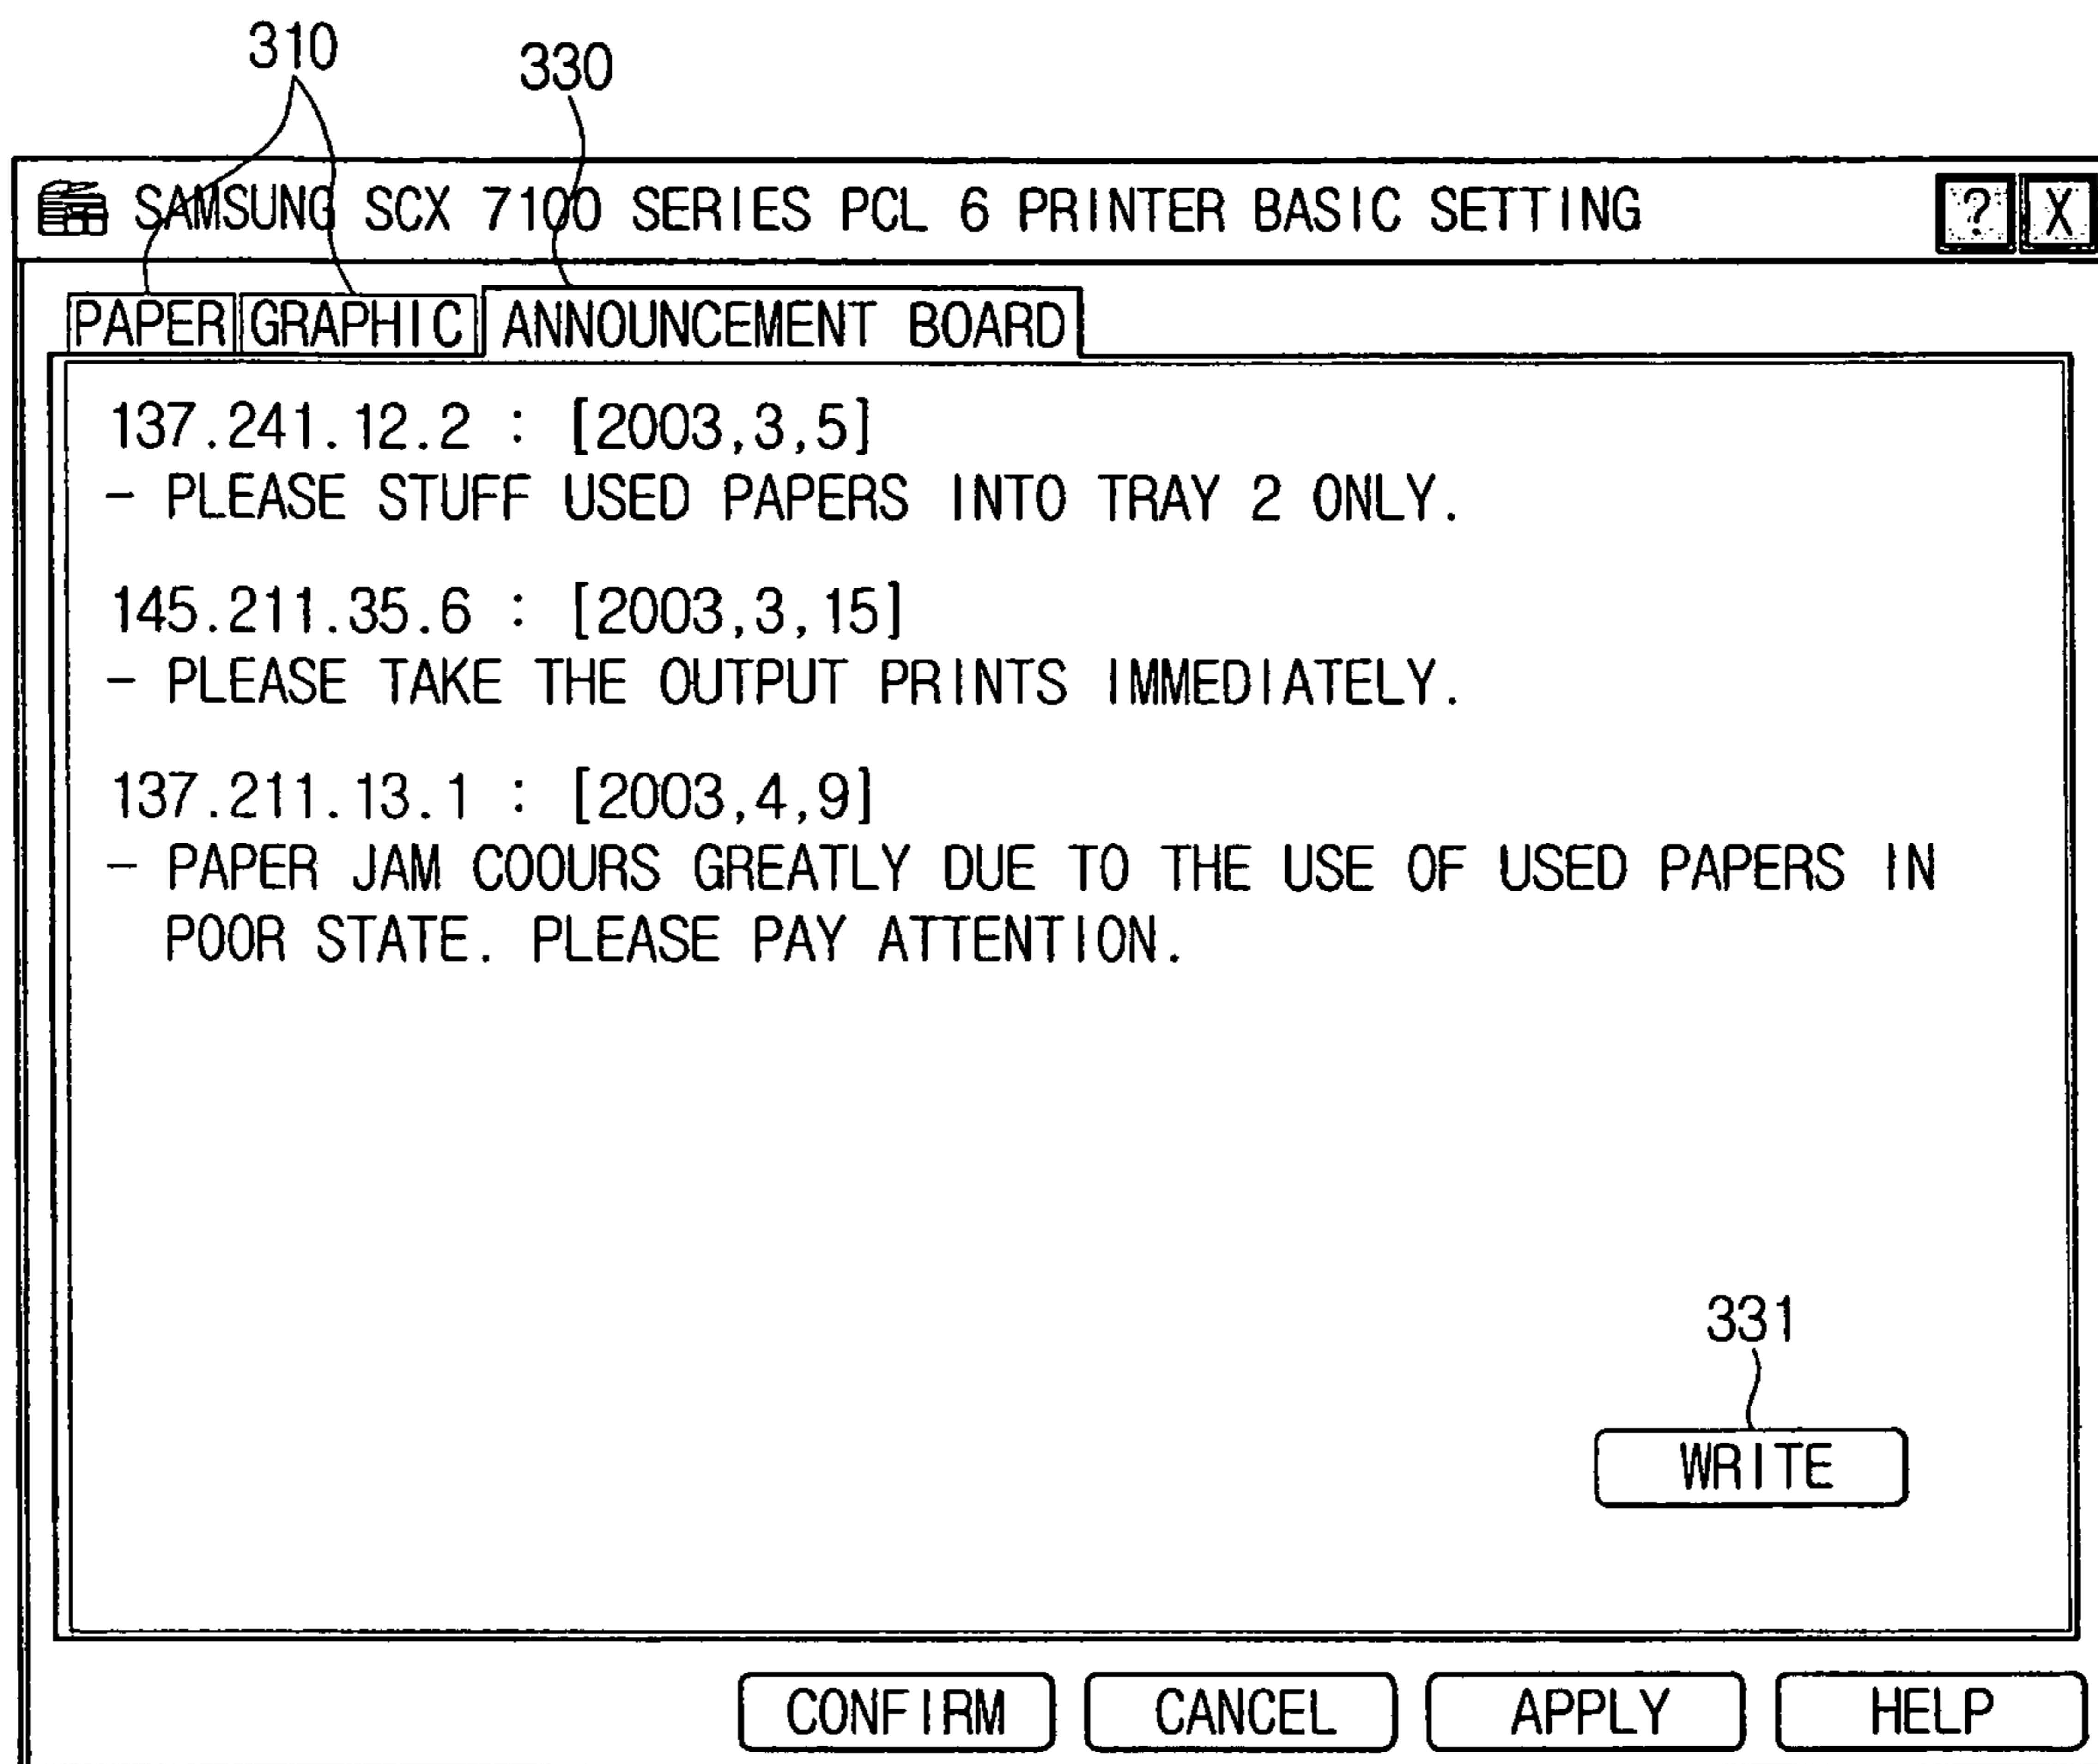 310
330
SAMSUNG SCX 7100 SERIES PCL 6 PRINTER BASIC SETTING ? X
PAPER GRAPHIC ANNOUNCEMENT BOARD
137.241.12.2 : [2003,3,5]
- PLEASE STUFF USED PAPERS INTO TRAY 2 ONLY.
145.211.35.6 : [2003,3,15]
- PLEASE TAKE THE OUTPUT PRINTS IMMEDIATELY.
137.211.13.1 : [2003,4,9]
- PAPER JAM COOURS GREATLY DUE TO THE USE OF USED PAPERS IN
POOR STATE. PLEASE PAY ATTENTION.
331
WRITE
CONFIRM CANCEL APPLY HELP